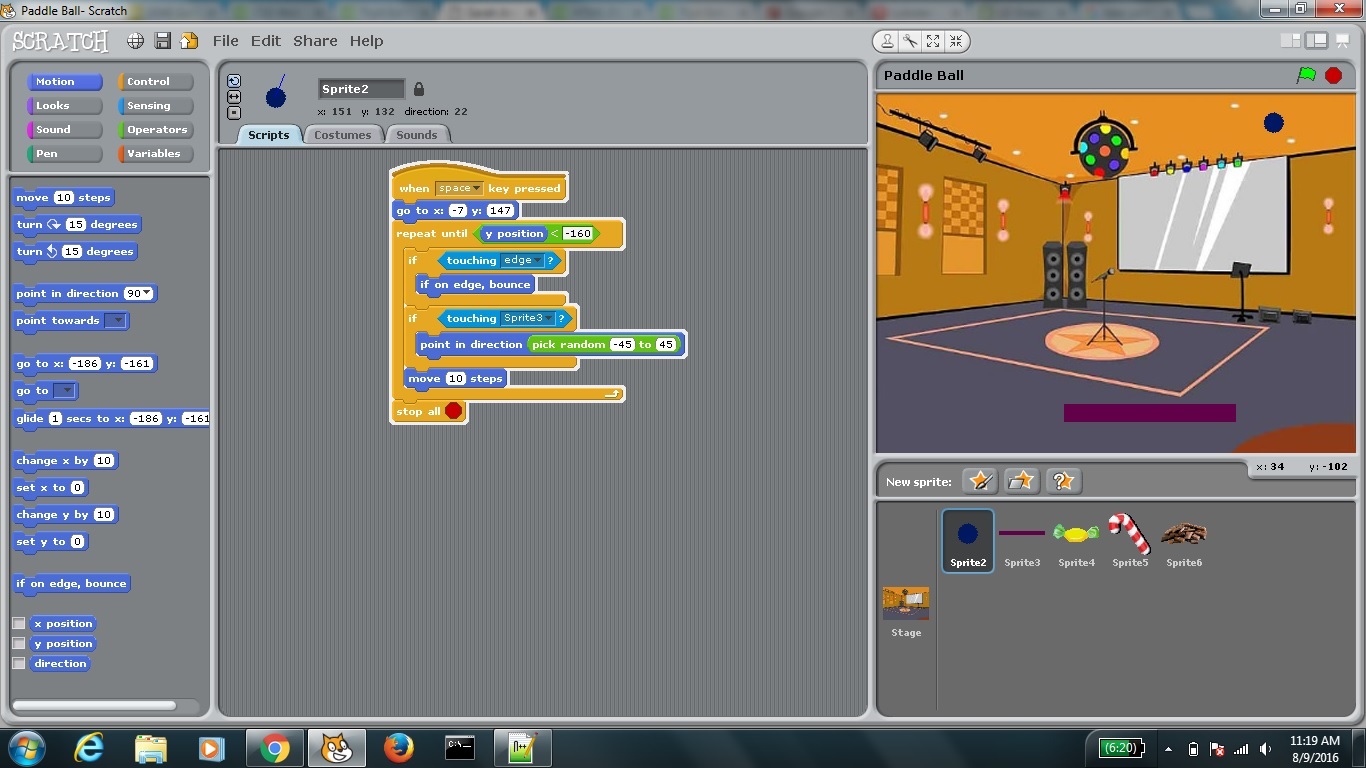 Paddle Ball- Scratch
SCRATCH File Edit Share Help
Motion Control
Looks Sensing
Sound Operators
Pen Variables
move 10 steps
turn 15 degrees
turn 15 degrees
point in direction 90
point towards
go to x: -186 y: -161
go to
glide 1 secs to x: -186 y: -161
change x by 10
set x to 0
change y by 10
set y to 0
if on edge, bounce
x position
y position
direction
Sprite2
x: 151 y: 132 direction: 22
Scripts Costumes Sounds
when space key pressed
go to x: -7 y: 147
repeat until y position < -160
if touching edge ?
if on edge, bounce
if touching Sprite3 ?
point in direction pick random -45 to 45
move 10 steps
stop all
Paddle Ball
x: 34 y: -102
New sprite:
Sprite2 Sprite3 Sprite4 Sprite5 Sprite6
Stage
C:\_
N++
(6:20)
11:19 AM
8/9/2016